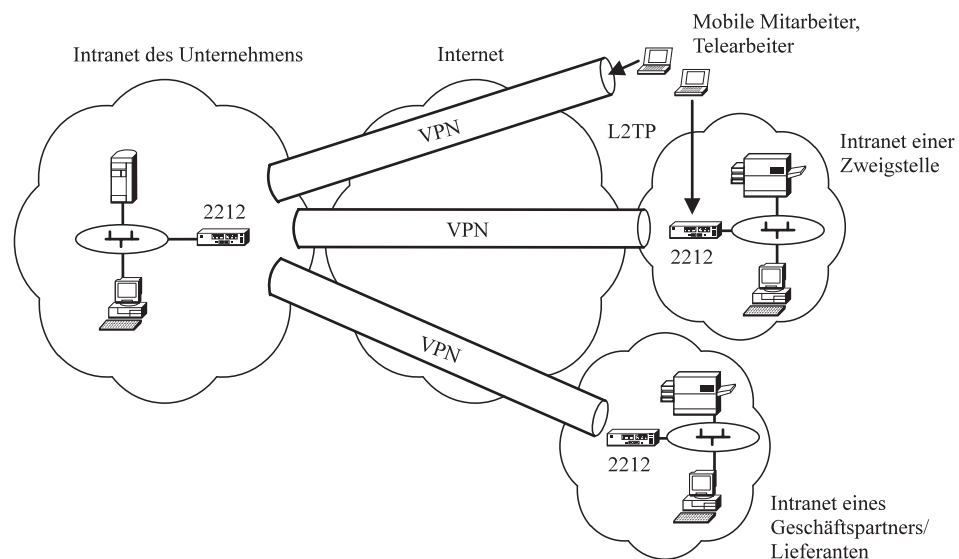 Mobile Mitarbeiter,
Telearbeiter
Intranet des Unternehmens
Internet
VPN
L2TP
Intranet einer
Zweigstelle
2212
VPN
2212
VPN
2212
Intranet eines
Geschäftspartners/
Lieferanten